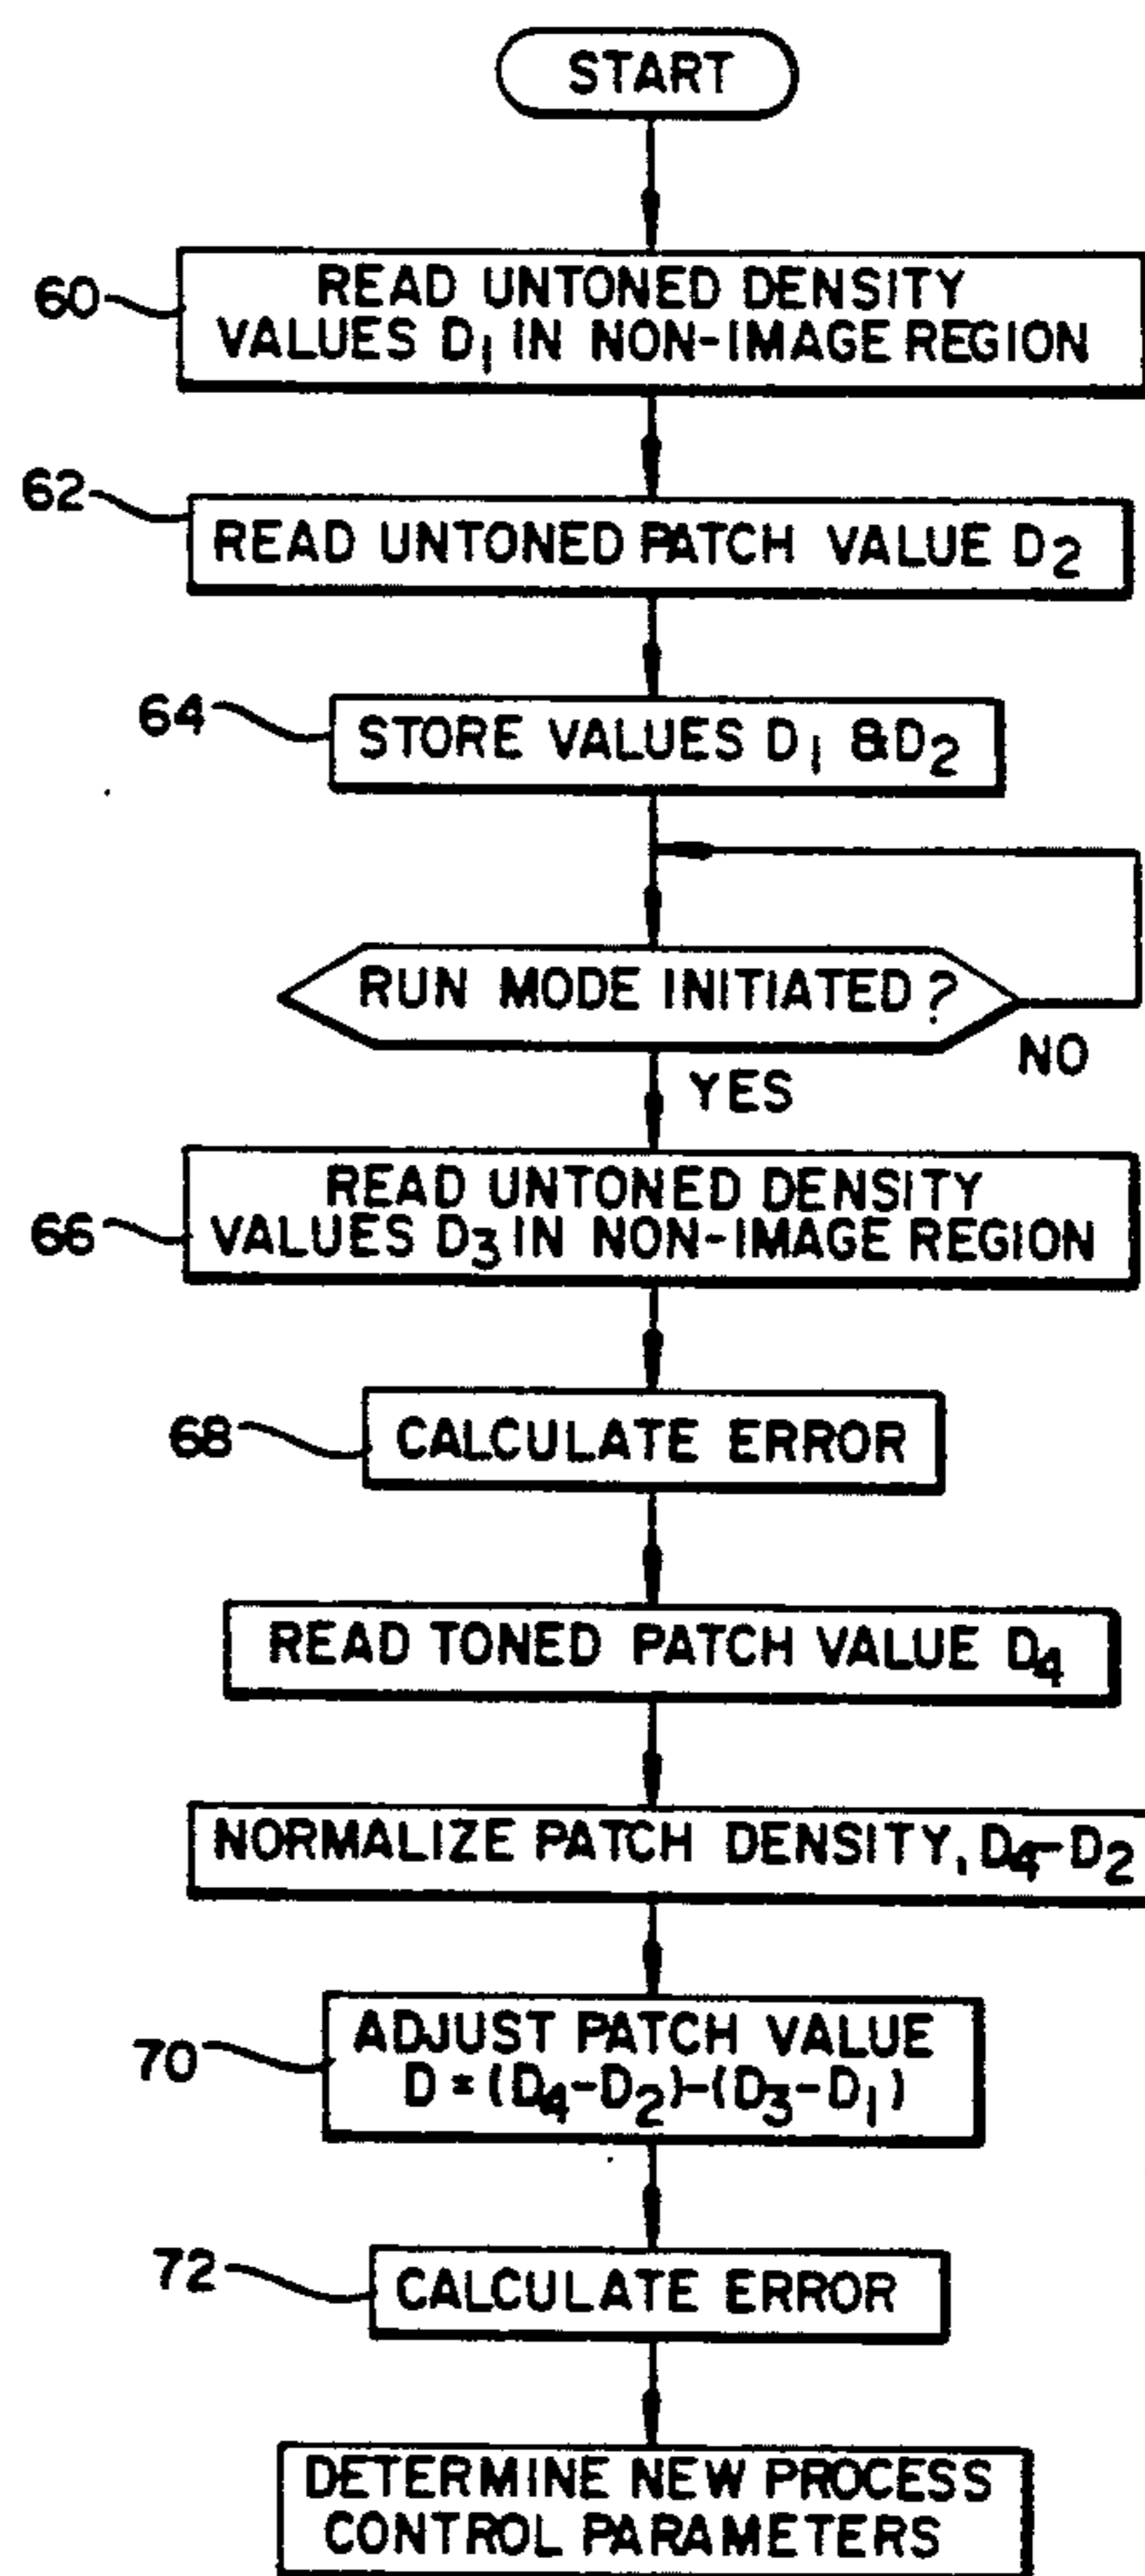 START
60
READ UNTONED DENSITY
VALUES D₁ IN NON-IMAGE REGION
62
READ UNTONED PATCH VALUE D₂
64
STORE VALUES D₁ & D₂
RUN MODE INITIATED?
NO
YES
66
READ UNTONED DENSITY
VALUES D₃ IN NON-IMAGE REGION
68
CALCULATE ERROR
READ TONED PATCH VALUE D₄
NORMALIZE PATCH DENSITY, D₄-D₂
70
ADJUST PATCH VALUE
D = (D₄-D₂)-(D₃-D₁)
72
CALCULATE ERROR
DETERMINE NEW PROCESS
CONTROL PARAMETERS